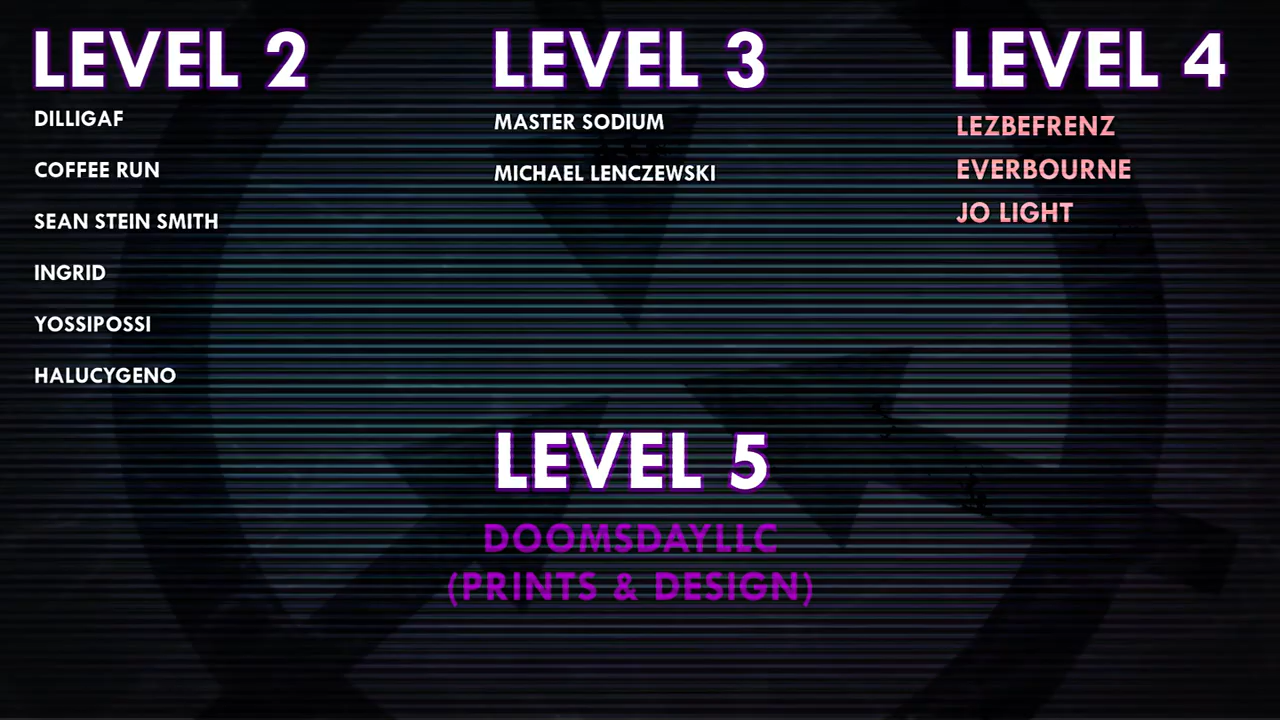 LEVEL 2
DILLIGAF
COFFEE RUN
SEAN STEIN SMITH
INGRID
YOSSIPOSSI
HALUCYGENO
LEVEL 3
MASTER SODIUM
MICHAEL LENCZEWSKI
LEVEL 4
LEZBEFRENZ
EVERBOURNE
JO LIGHT
LEVEL 5
DOOMSDAYLLC
(PRINTS & DESIGN)